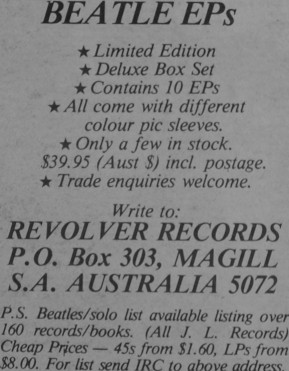 BEATLE EPs
★ Limited Edition
★ Deluxe Box Set
★ Contains 10 EPs
★ All come with different
colour pic sleeves.
★ Only a few in stock.
$39.95 (Aust $) incl. postage.
★ Trade enquiries welcome.
Write to:
REVOLVER RECORDS
P.O. Box 303, MAGILL
S.A. AUSTRALIA 5072
P.S. Beatles/solo list available listing over
160 records/books. (All J. L. Records)
Cheap Prices — 45s from $1.60, LPs from
$8.00. For list send IRC to above address.